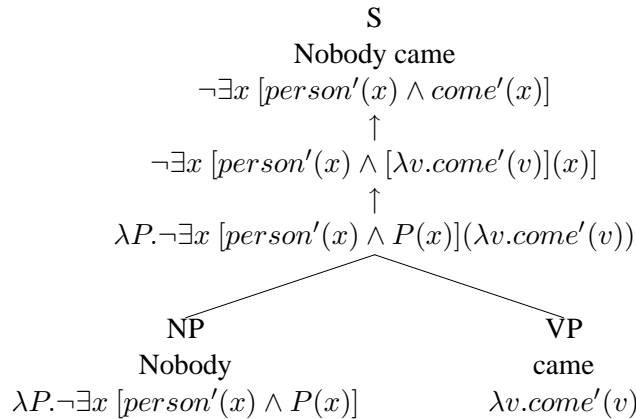 S
Nobody came
¬∃x [person′(x) ∧ come′(x)]
↑
¬∃x [person′(x) ∧ [λv.come′(v)](x)]
↑
λP.¬∃x [person′(x) ∧ P(x)](λv.come′(v))
NP VP
Nobody came
λP.¬∃x [person′(x) ∧ P(x)] λv.come′(v)